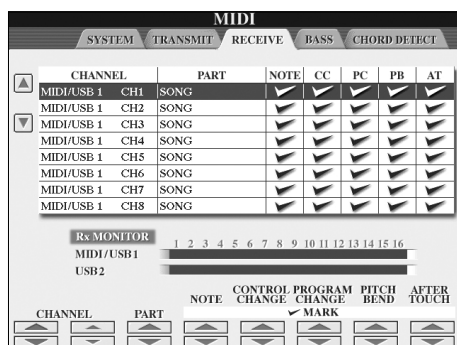 MIDI
SYSTEM TRANSMIT RECEIVE BASS CHORD DETECT
CHANNEL PART NOTE CC PC PB AT
MIDI/USB 1 CH1 SONG
MIDI/USB 1 CH2 SONG
MIDI/USB 1 CH3 SONG
MIDI/USB 1 CH4 SONG
MIDI/USB 1 CH5 SONG
MIDI/USB 1 CH6 SONG
MIDI/USB 1 CH7 SONG
MIDI/USB 1 CH8 SONG
Rx MONITOR 1 2 3 4 5 6 7 8 9 10 11 12 13 14 15 16
MIDI/USB1
USB2
CHANNEL PART NOTE CONTROL CHANGE PROGRAM CHANGE PITCH BEND AFTER TOUCH
MARK